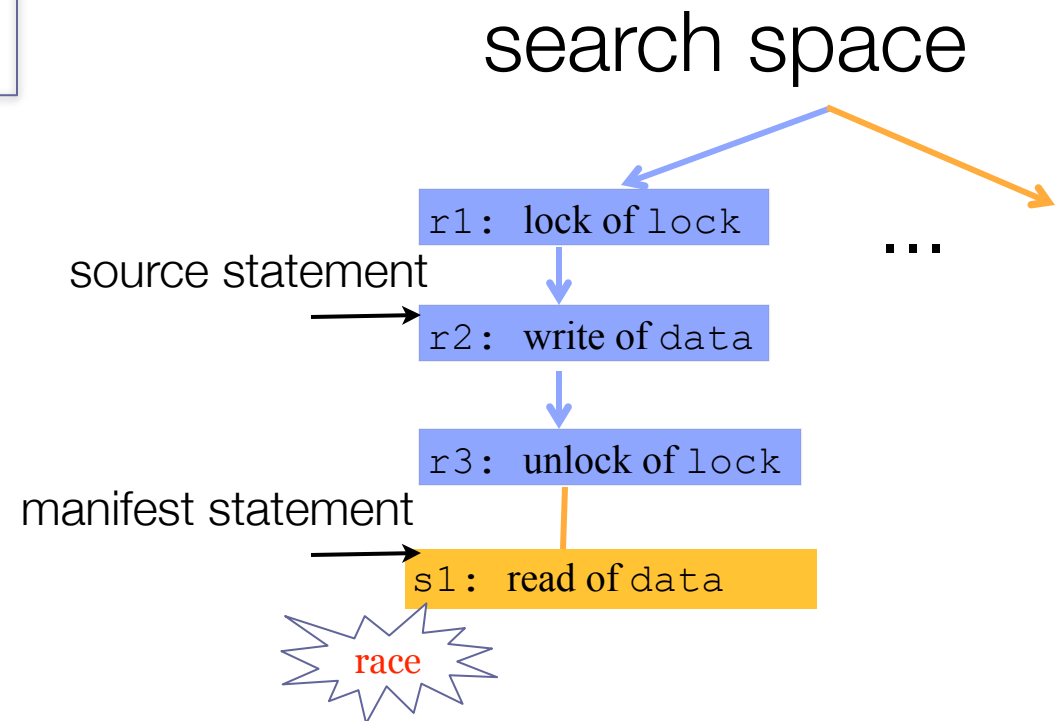 search space
r1: lock of lock
...
source statement
r2: write of data
r3: unlock of lock
manifest statement
s1: read of data
race